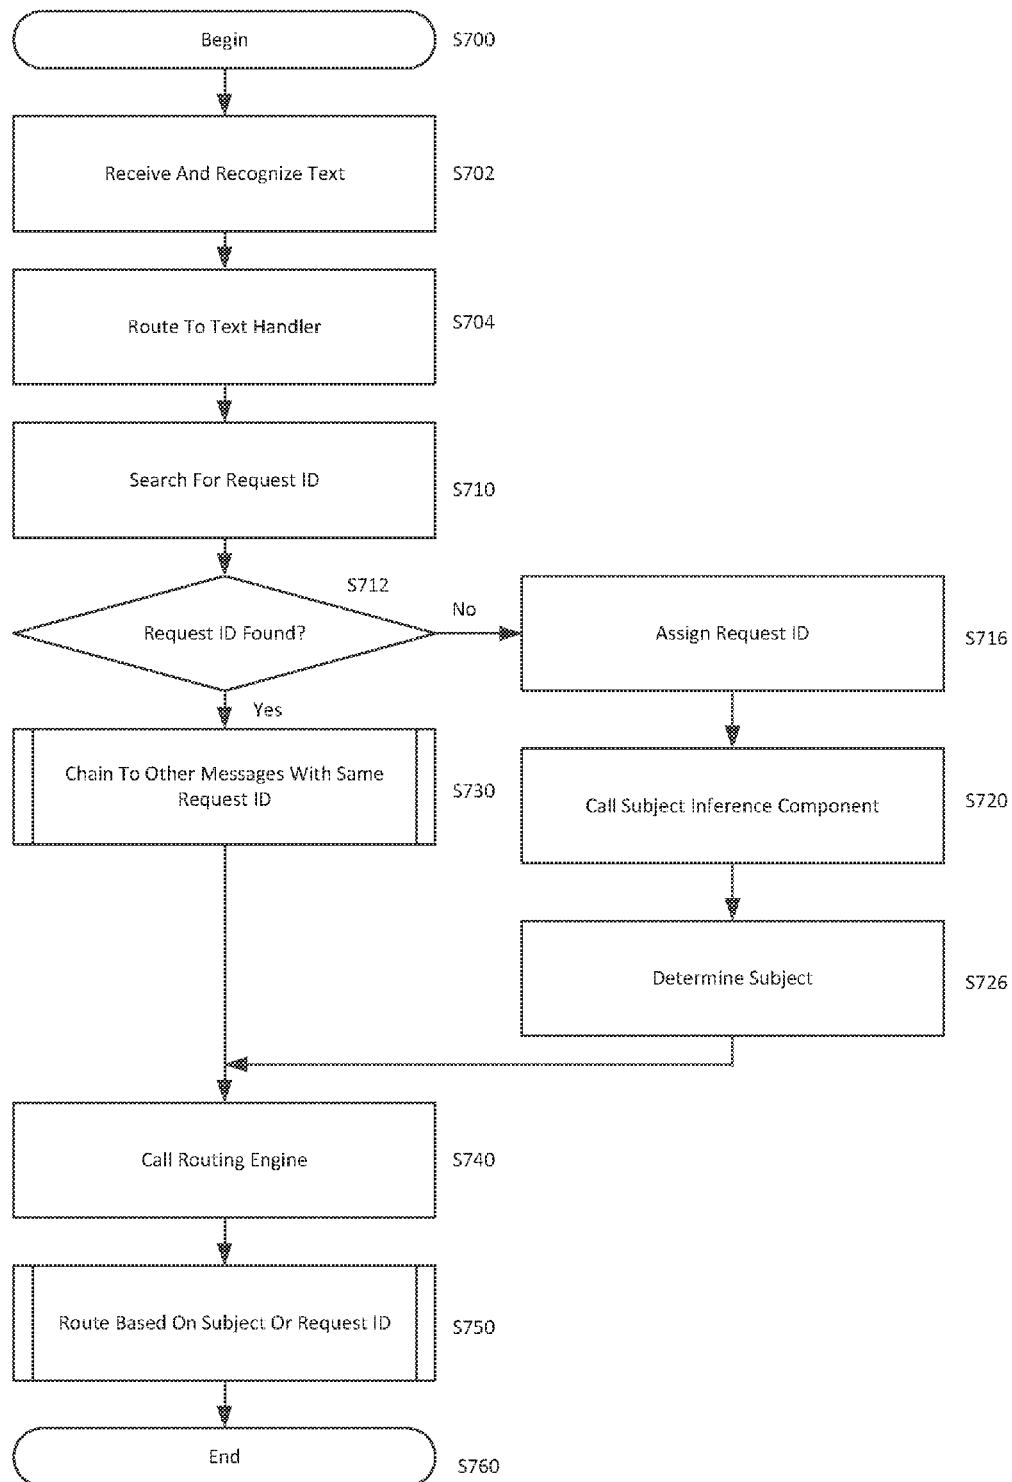 Begin
S700
Receive And Recognize Text
S702
Route To Text Handler
S704
Search For Request ID
S710
S712
Request ID Found?
No
Assign Request ID
S716
Yes
Chain To Other Messages With Same
Request ID
S730
Call Subject Inference Component
S720
Determine Subject
S726
Call Routing Engine
S740
Route Based On Subject Or Request ID
S750
End
S760